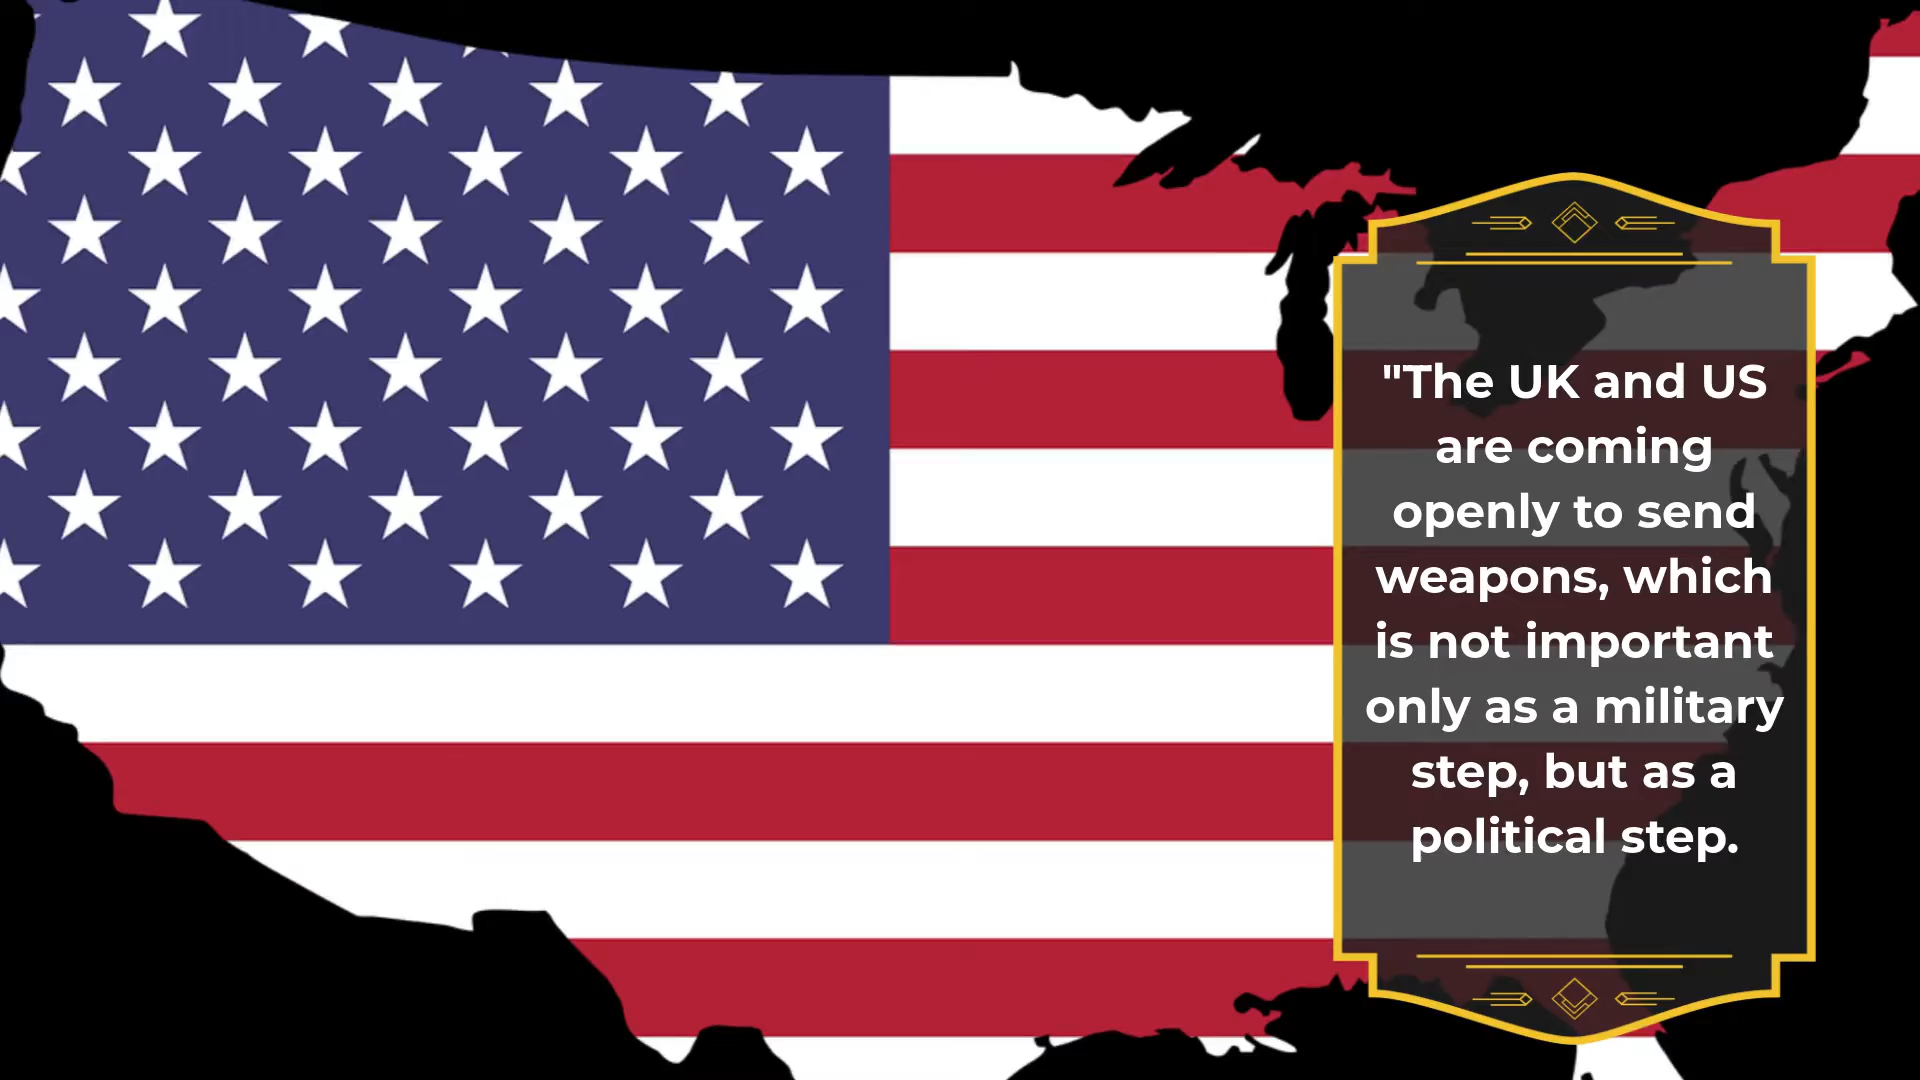 "The UK and US
are coming
openly to send
weapons, which
is not important
only as a military
step, but as a
political step.